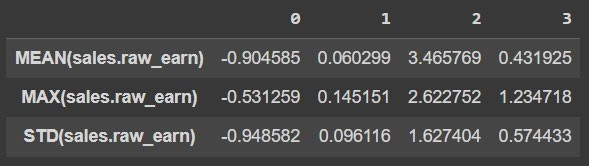 0 1 2 3
MEAN(sales.raw_earn) -0.904585 0.060299 3.465769 0.431925
MAX(sales.raw_earn) -0.531259 0.145151 2.622752 1.234718
STD(sales.raw_earn) -0.948582 0.096116 1.627404 0.574433